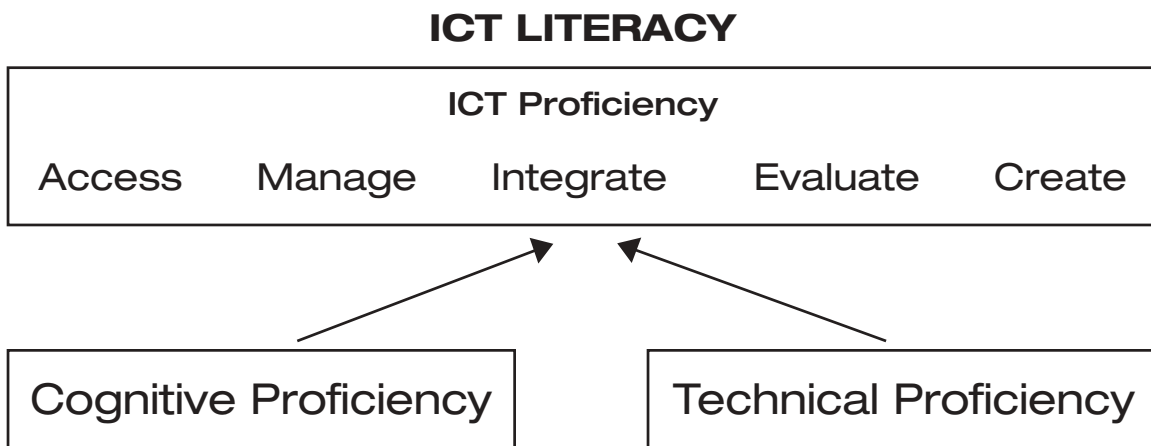 ICT LITERACY
ICT Proficiency
Access Manage Integrate Evaluate Create
Cognitive Proficiency Technical Proficiency